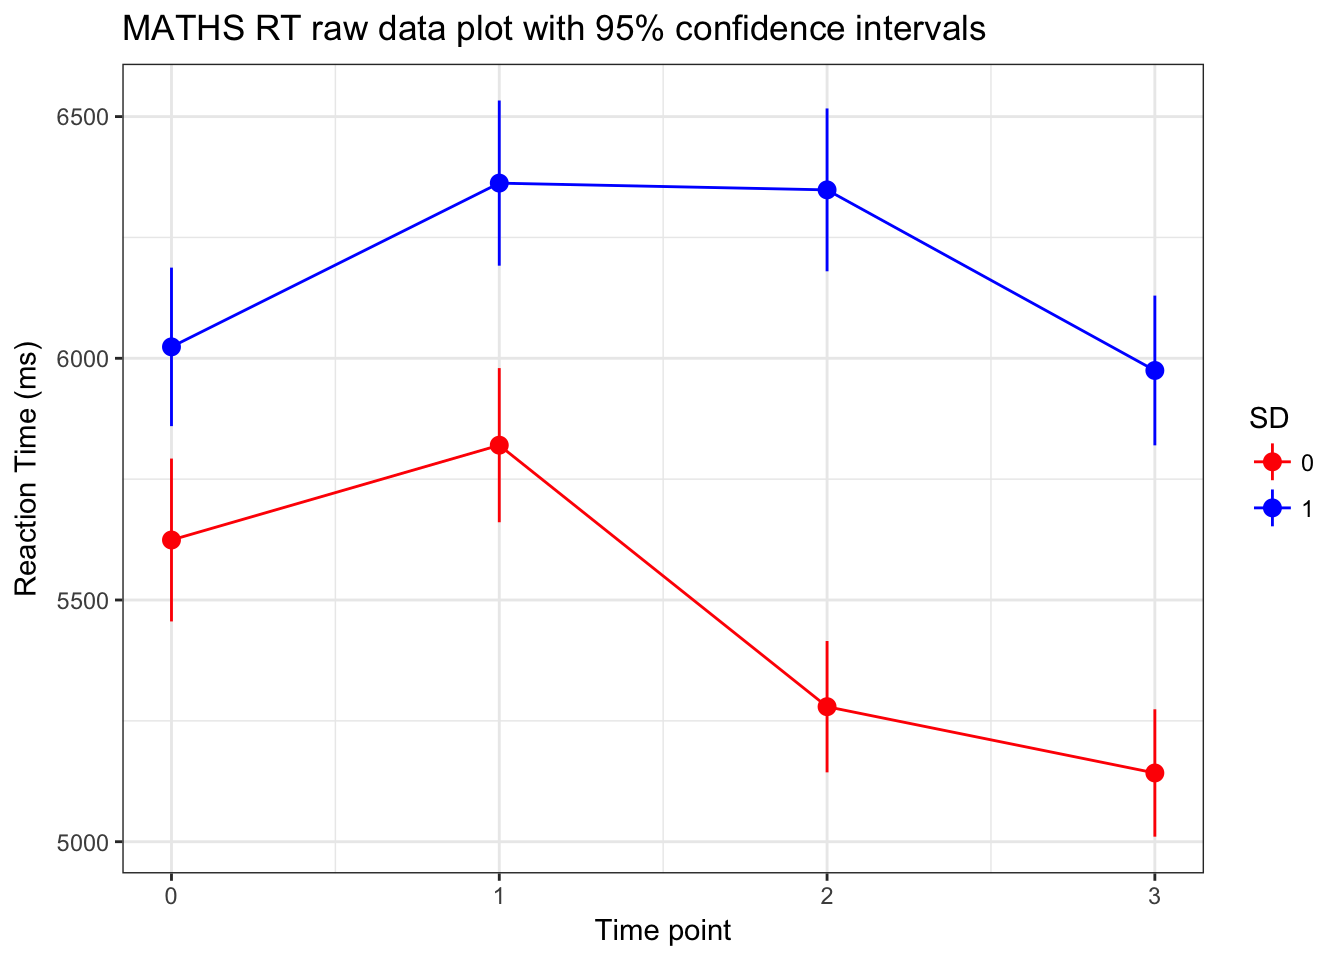 MATHS RT raw data plot with 95% confidence intervals
6500
6000
5500
5000
Reaction Time (ms)
0 1 2 3
Time point
SD
0
1